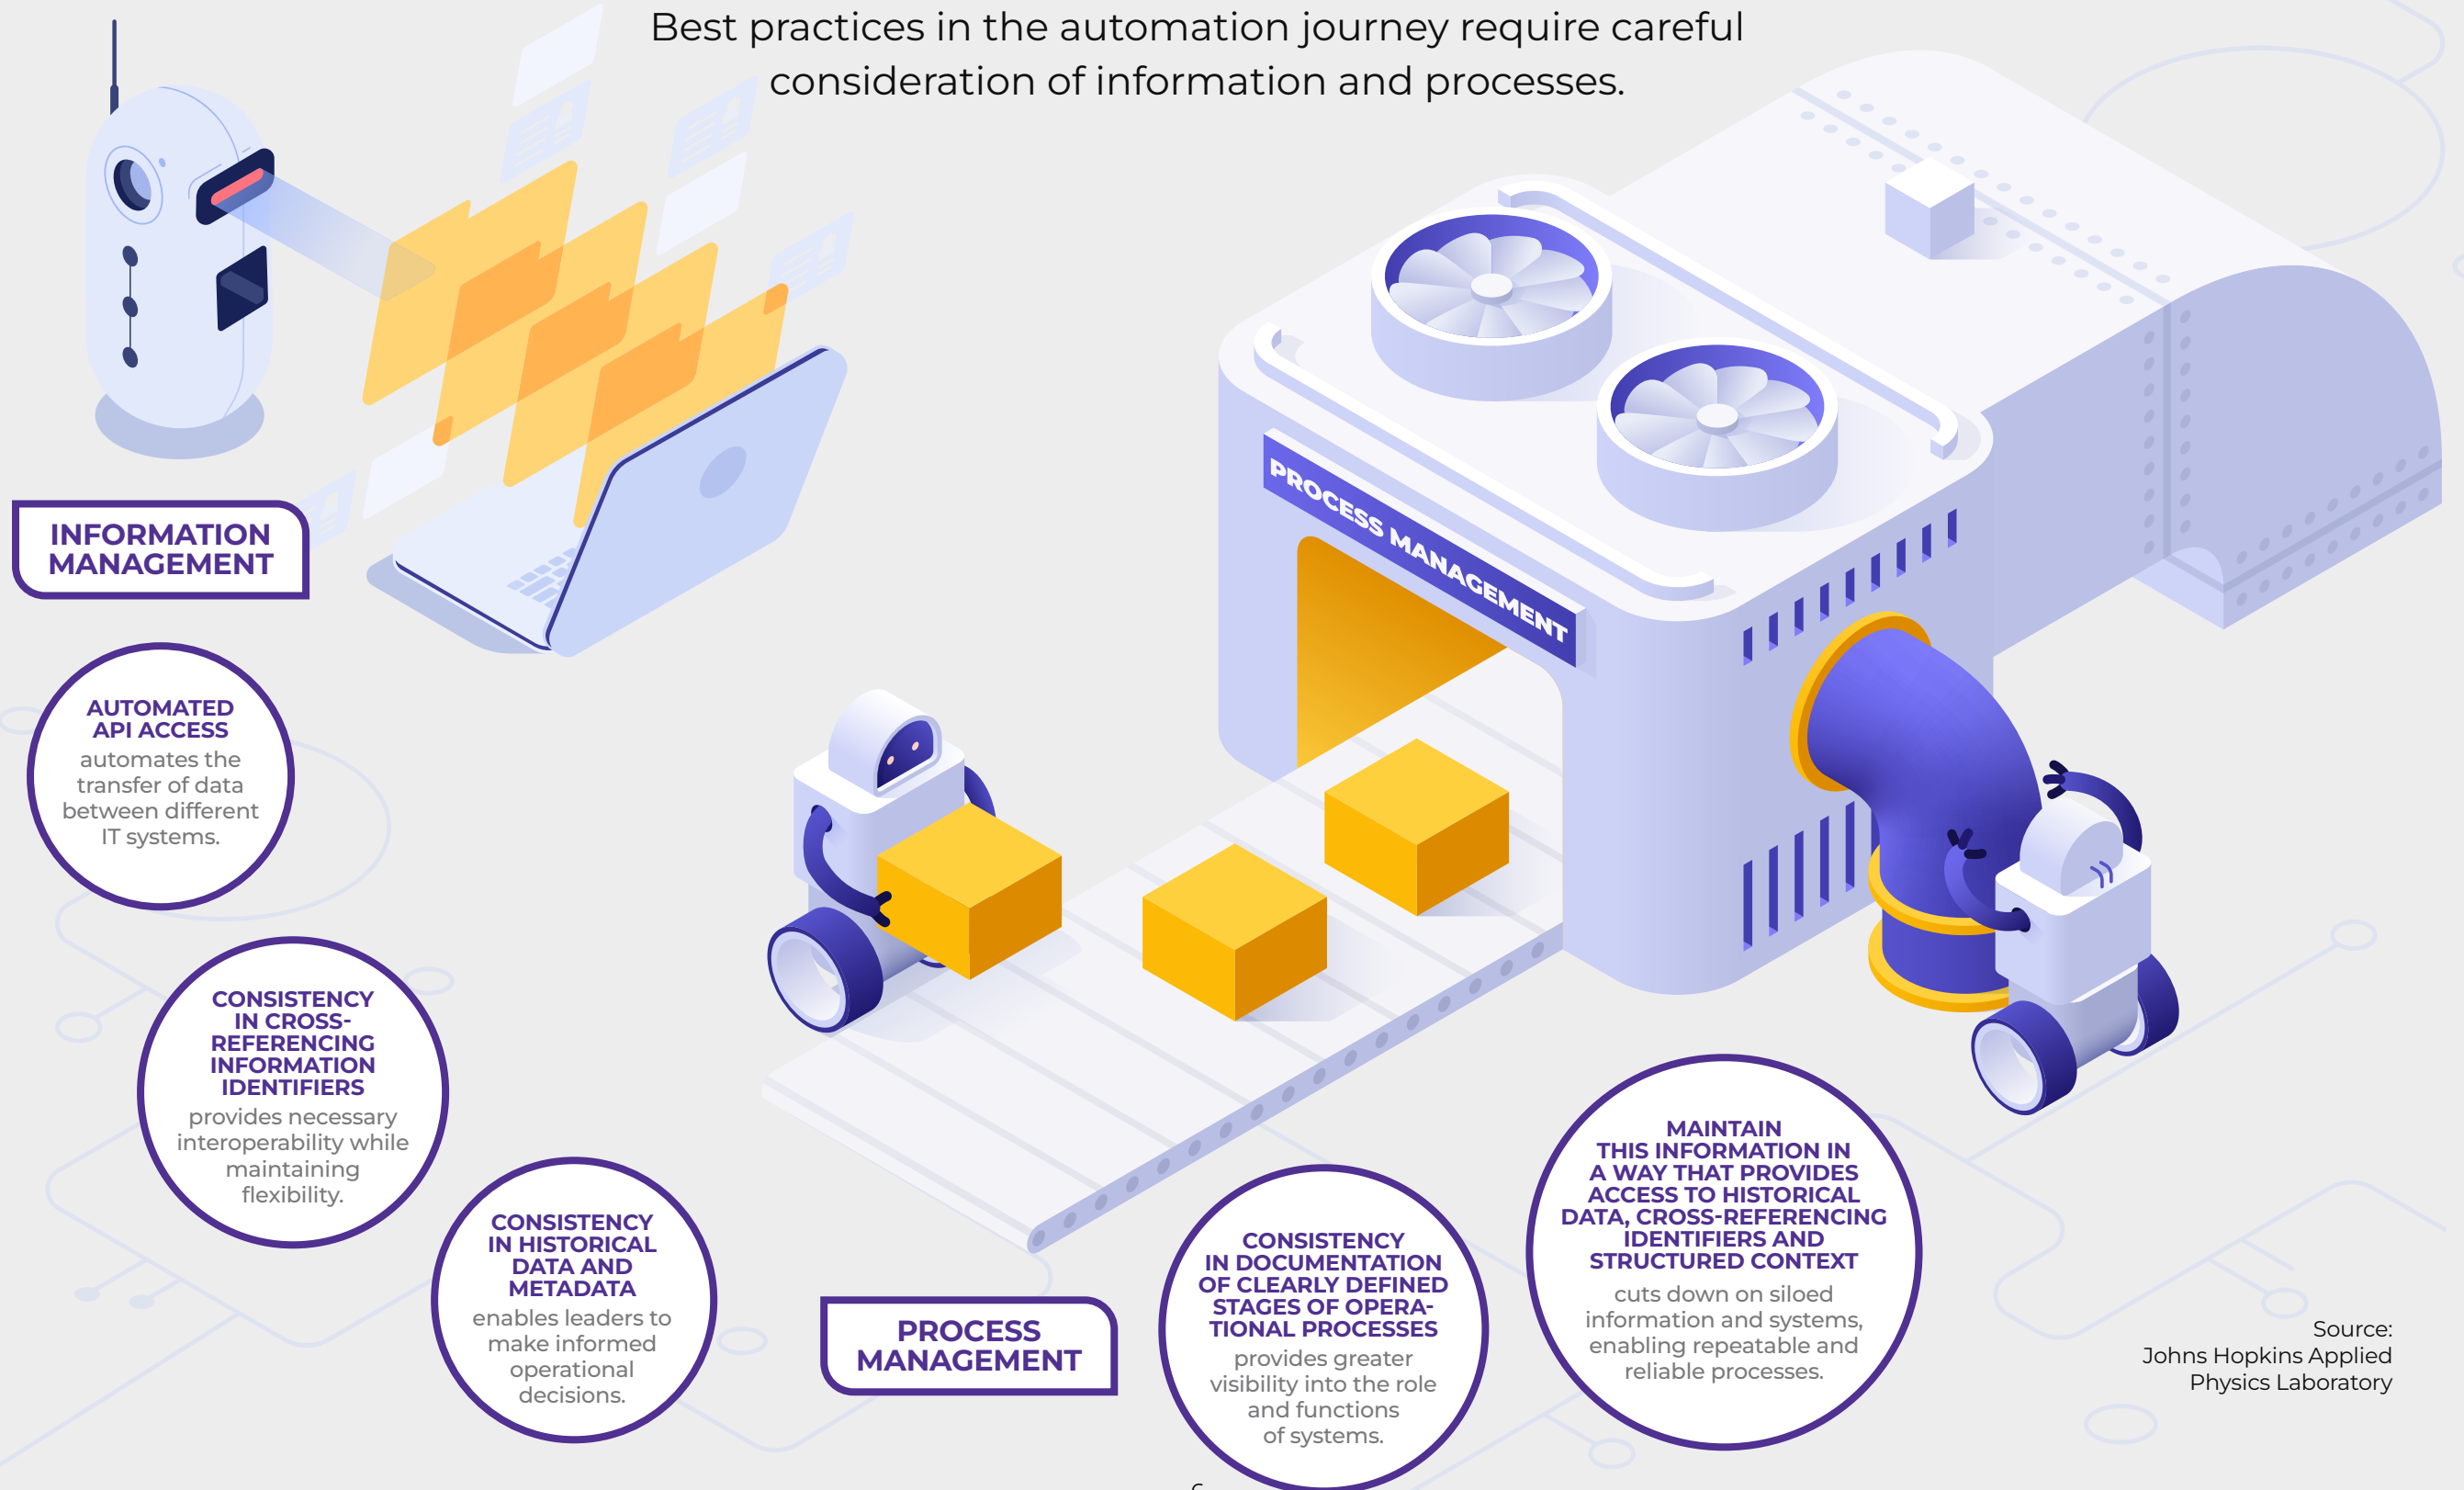 Best practices in the automation journey require careful
consideration of information and processes.
PROCESS MANAGEMENT
INFORMATION
MANAGEMENT
AUTOMATED
API ACCESS
automates the
transfer of data
between different
IT systems.
CONSISTENCY
IN CROSS-
REFERENCING
INFORMATION
IDENTIFIERS
provides necessary
interoperability while
maintaining
flexibility.
CONSISTENCY
IN HISTORICAL
DATA AND
METADATA
enables leaders to
make informed
operational
decisions.
PROCESS
MANAGEMENT
CONSISTENCY
IN DOCUMENTATION
OF CLEARLY DEFINED
STAGES OF OPERA-
TIONAL PROCESSES
provides greater
visibility into the role
and functions
of systems.
MAINTAIN
THIS INFORMATION IN
A WAY THAT PROVIDES
ACCESS TO HISTORICAL
DATA, CROSS-REFERENCING
IDENTIFIERS AND
STRUCTURED CONTEXT
cuts down on siloed
information and systems,
enabling repeatable and
reliable processes.
Source:
Johns Hopkins Applied
Physics Laboratory